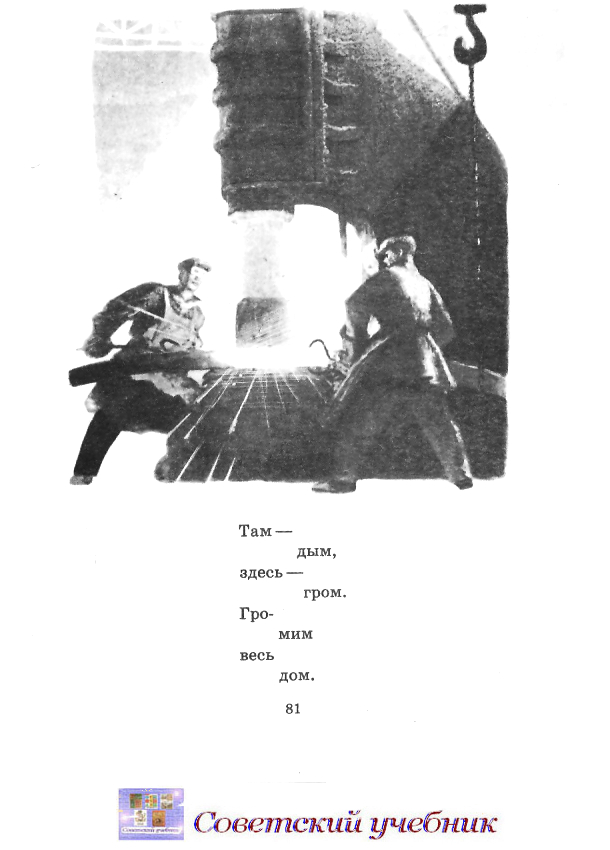 Там —
дым,
здесь —
гром.
Гро-
мим
весь
дом.
81
Советский учебник